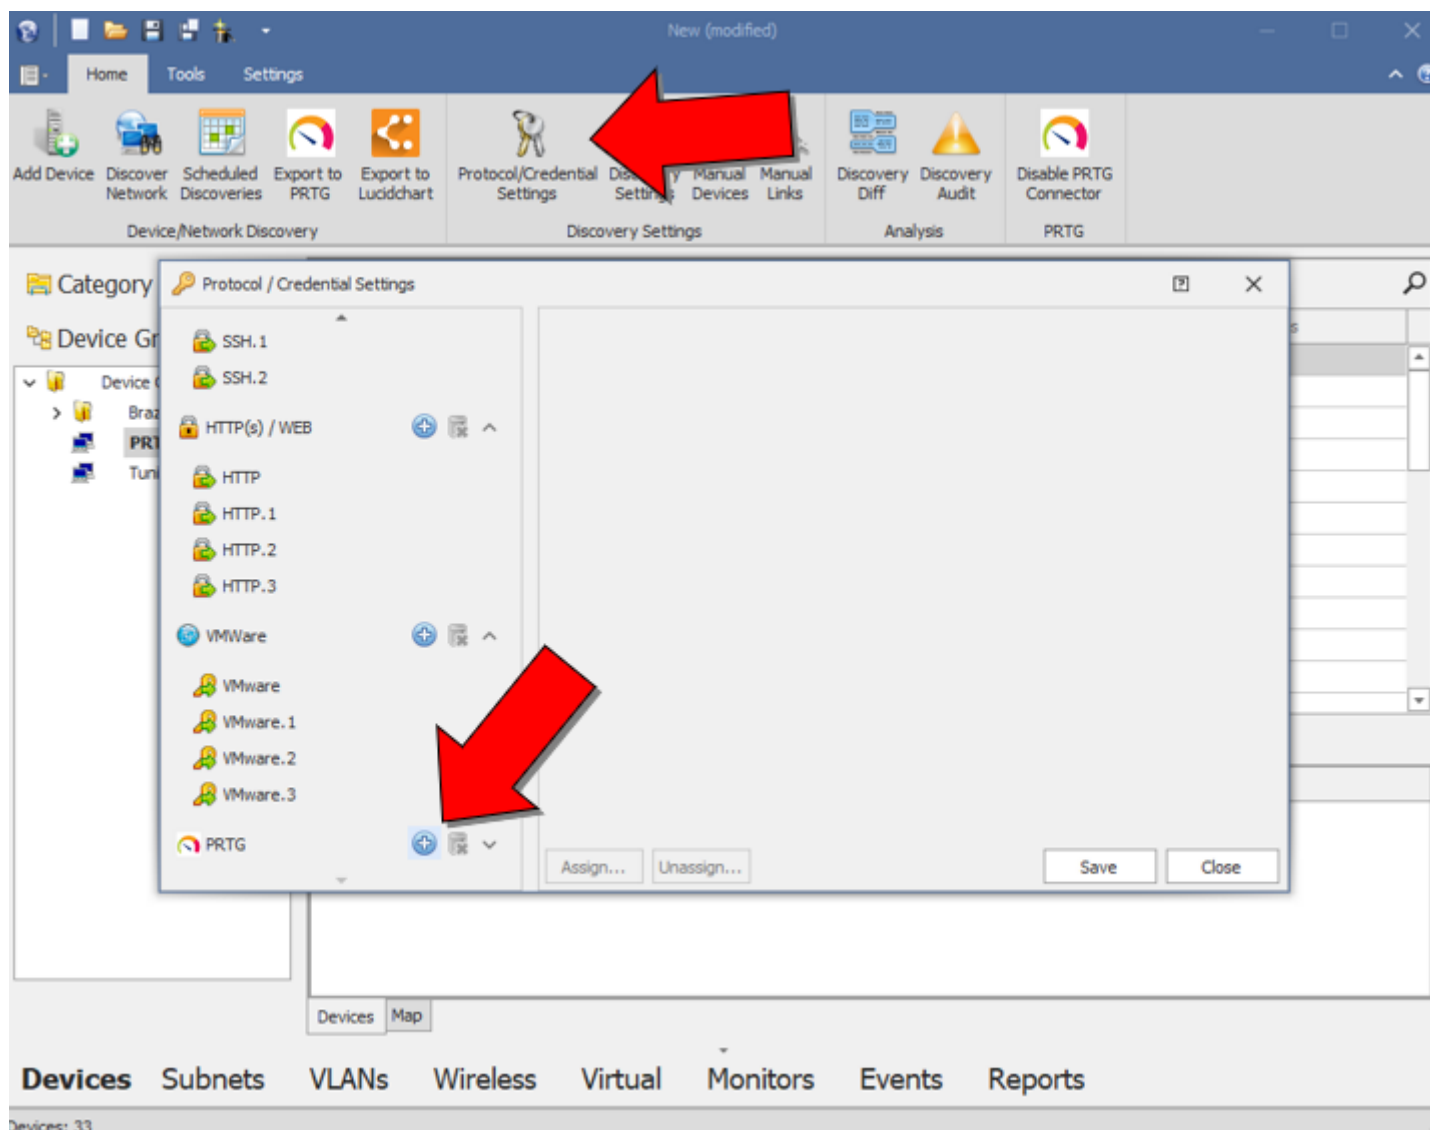 New (modified)
Home Tools Settings
Add Device Discover Network Scheduled Discoveries Export to PRTG Export to Lucidchart Protocol/Credential Settings Settings Manual Devices Manual Links Discovery Diff Discovery Audit Disable PRTG Connector
Device/Network Discovery Discovery Settings Analysis PRTG
Category
Protocol / Credential Settings
Device
SSH.1
SSH.2
Device
HTTP(s) / WEB
HTTP
HTTP.1
HTTP.2
HTTP.3
VMWare
VMware
VMware.1
VMware.2
VMware.3
PRTG
Assign... Unassign... Save Close
Devices Map
Devices Subnets VLANs Wireless Virtual Monitors Events Reports
Devices: 33